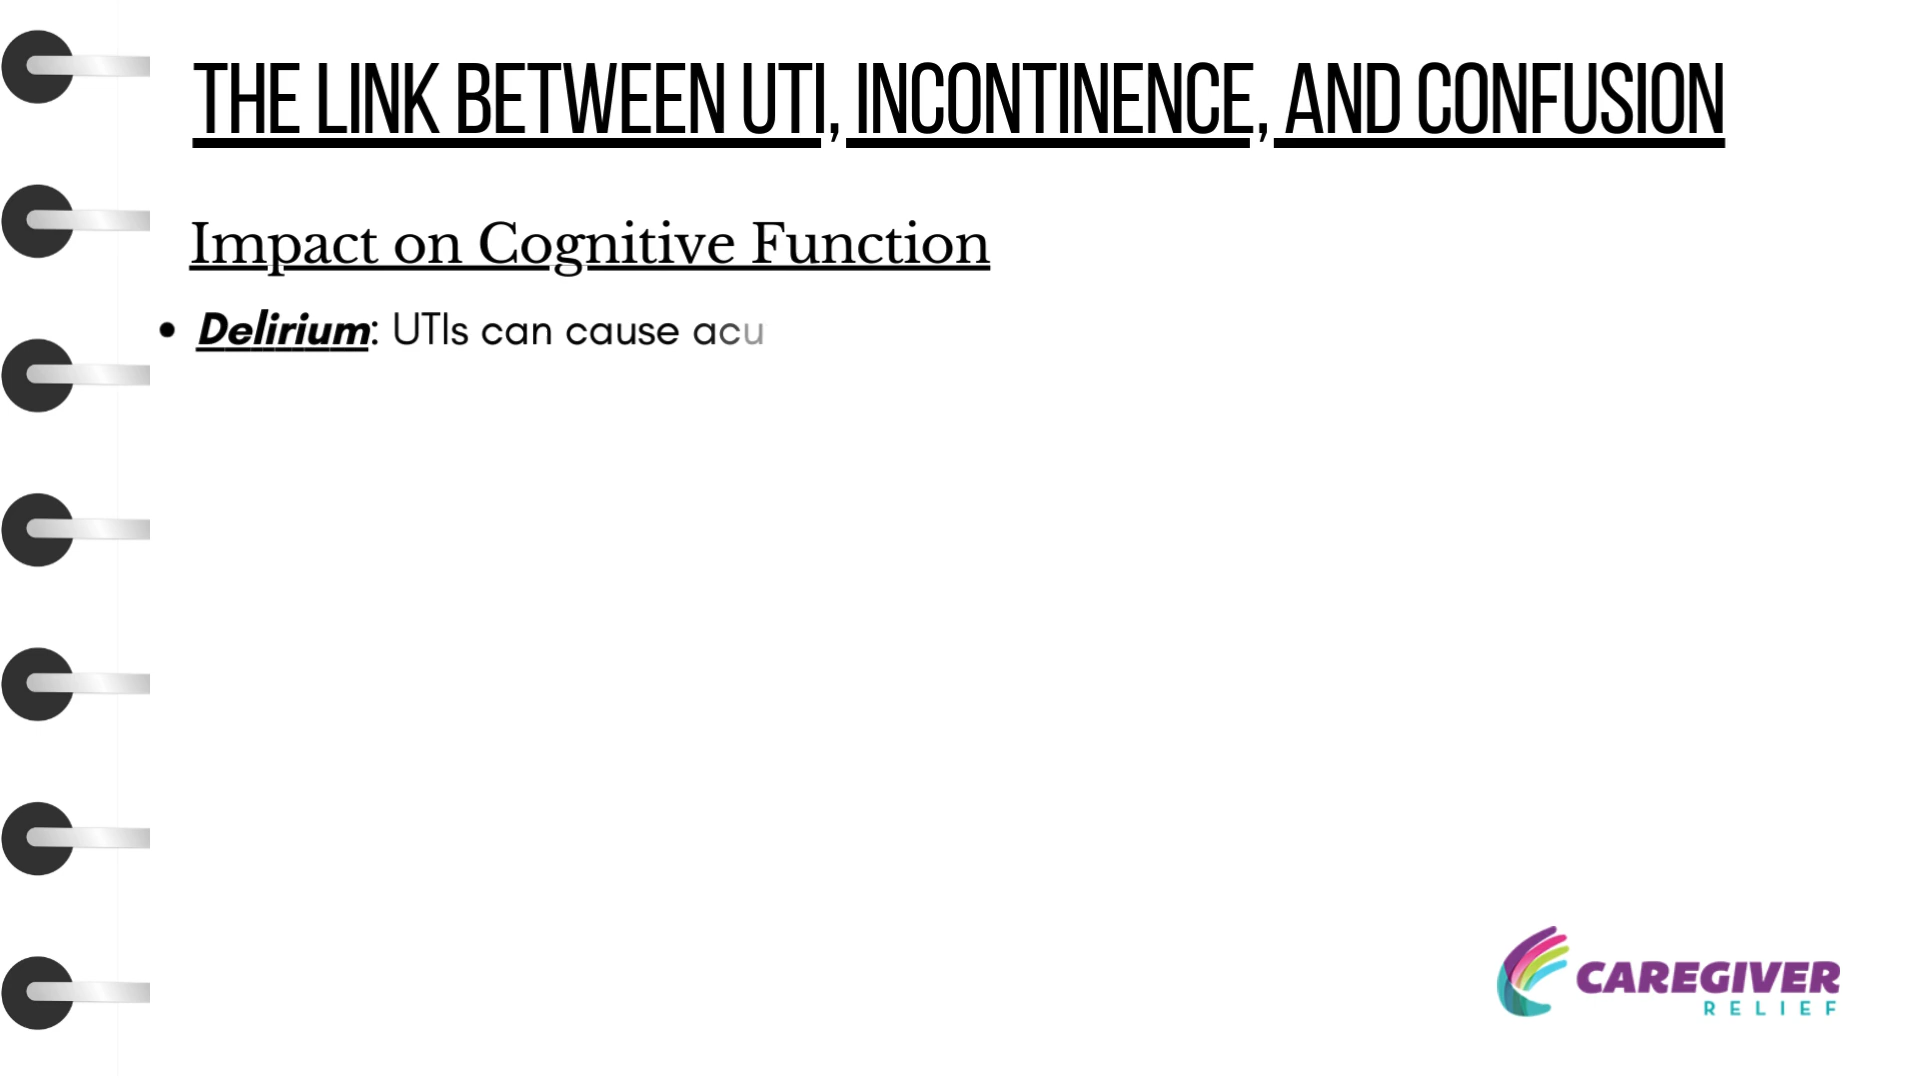 THE LINK BETWEEN UTI, INCONTINENCE, AND CONFUSION
Impact on Cognitive Function
• Delirium: UTIs can cause acu
CAREGIVER
RELIEF